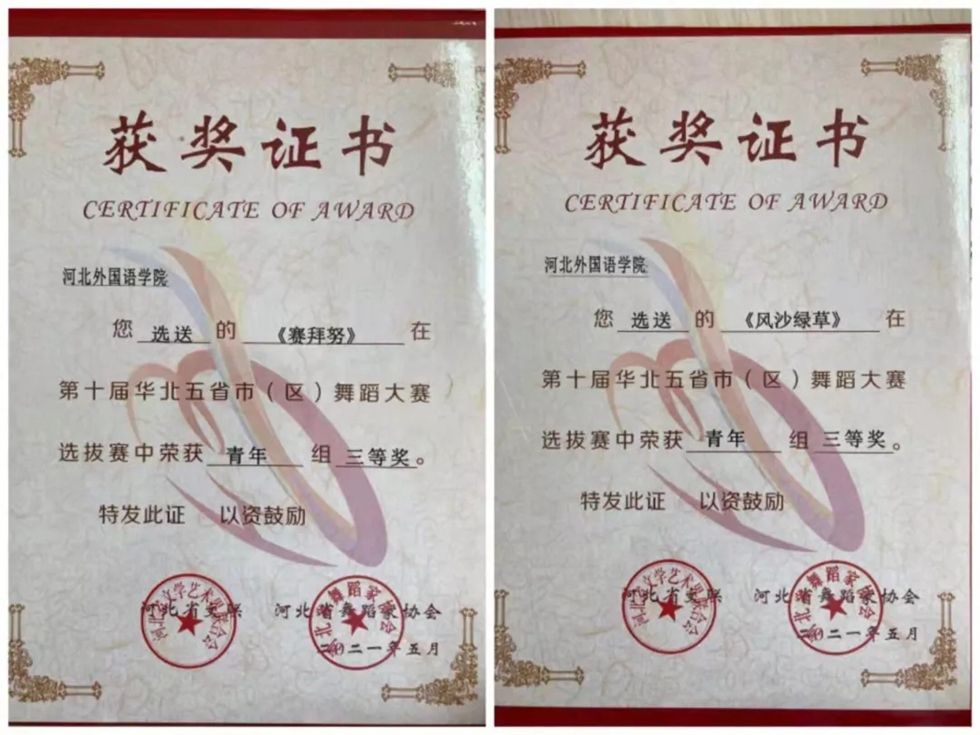 获奖证书
CERTIFICATE OF AWARD
河北外国语学院
您 选送 的 《赛拜努》 在
第十届华北五省市（区）舞蹈大赛
选拔赛中荣获 青年 组 三等奖。
特发此证 以资鼓励
河北省文联 河北省舞蹈家协会
二〇二一年五月
获奖证书
CERTIFICATE OF AWARD
河北外国语学院
您 选送 的 《风沙绿草》 在
第十届华北五省市（区）舞蹈大赛
选拔赛中荣获 青年 组 三等奖。
特发此证 以资鼓励
河北省文联 河北省舞蹈家协会
二〇二一年五月